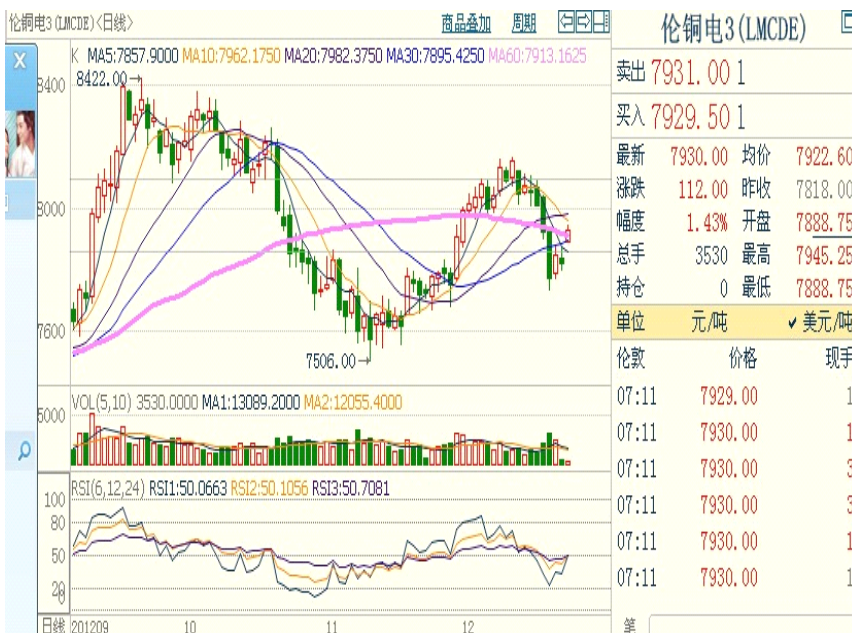 伦铜电3(LMCDE)<日线>
商品叠加 周期
K MA5:7857.9000 MA10:7962.1750 MA20:7982.3750 MA30:7895.4250 MA60:7913.1625
8422.00→
8400
8000
7600
7506.00→
VOL(5,10) 3530.0000 MA1:13089.2000 MA2:12055.4000
5000
RSI(6,12,24) RSI1:50.0663 RSI2:50.1056 RSI3:50.7081
100
80
50
20
日线 201209 10 11 12
伦铜电3(LMCDE)
卖出 7931.00 1
买入 7929.50 1
最新 7930.00 均价 7922.60
涨跌 112.00 昨收 7818.00
幅度 1.43% 开盘 7888.75
总手 3530 最高 7945.25
持仓 0 最低 7888.75
单位 元/吨 ✓美元/吨
伦敦 价格 现手
07:11 7929.00 1
07:11 7930.00 1
07:11 7930.00 3
07:11 7930.00 3
07:11 7930.00 1
07:11 7930.00 1
笔